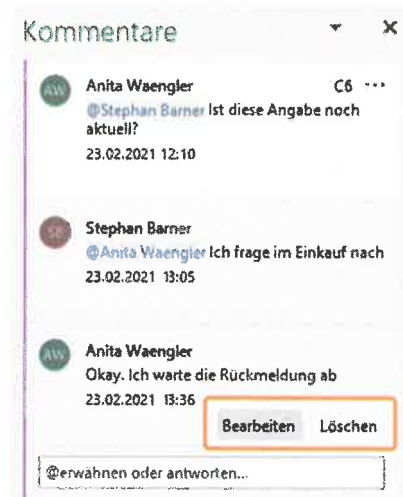 Kommentare
AW
Anita Waengler C6 ...
@Stephan Barner Ist diese Angabe noch
aktuell?
23.02.2021 12:10
SB
Stephan Barner
@Anita Waengler Ich frage im Einkauf nach
23.02.2021 13:05
AW
Anita Waengler
Okay. Ich warte die Rückmeldung ab
23.02.2021 13:36
Bearbeiten Löschen
@erwähnen oder antworten...